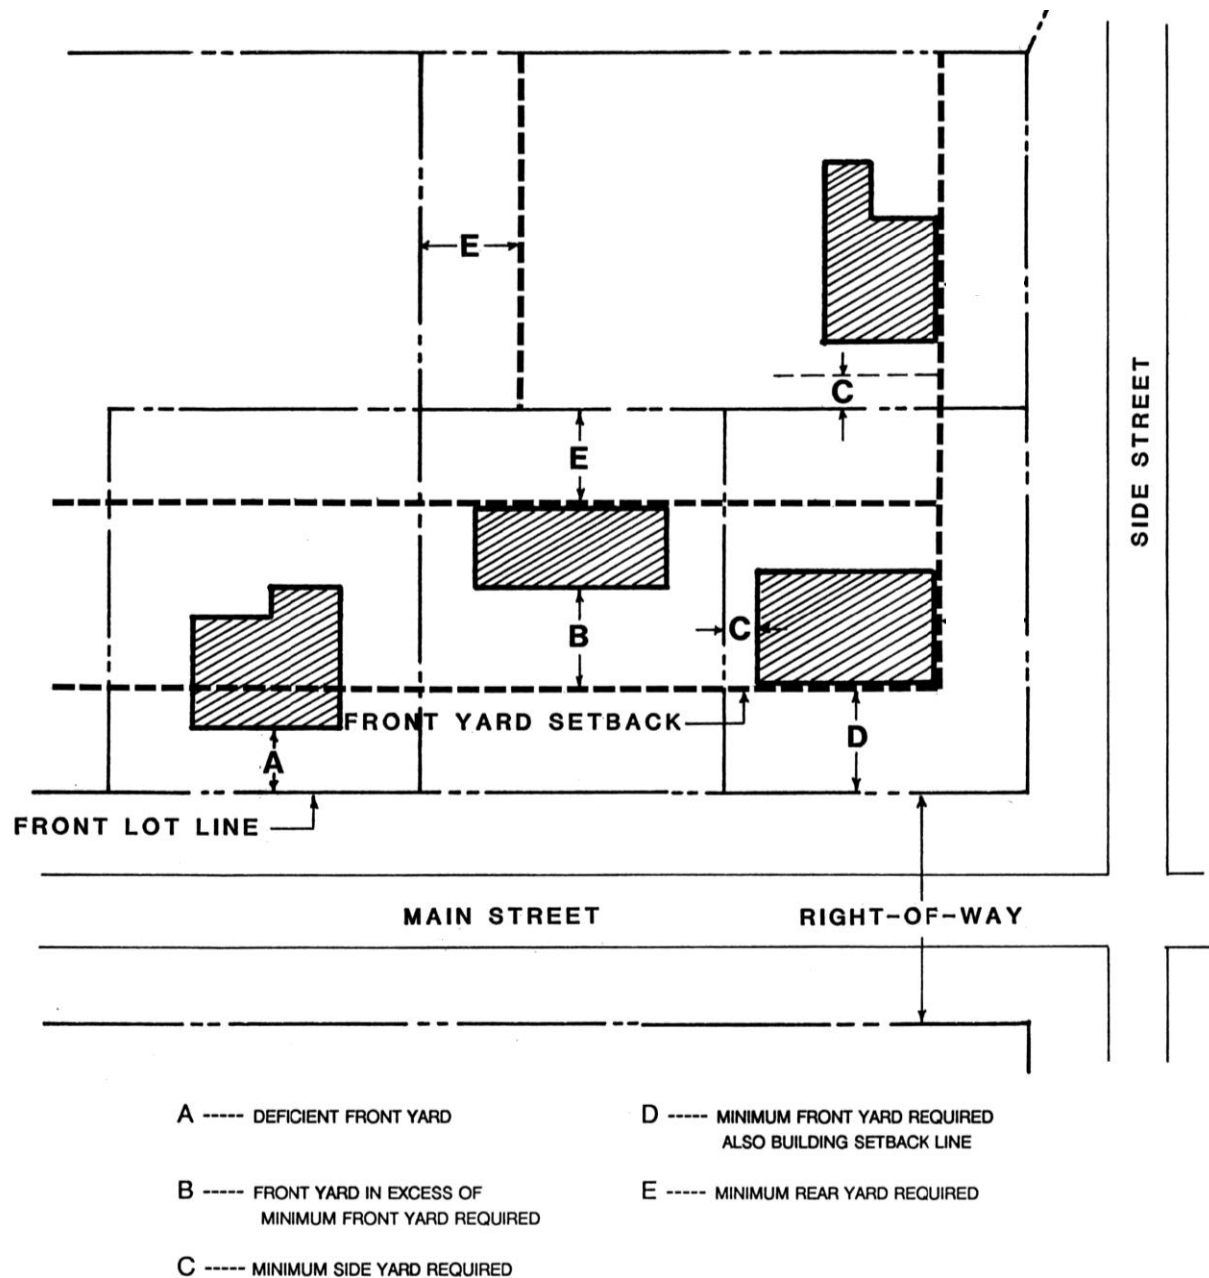 E
C
SIDE STREET
E
C
B
FRONT YARD SETBACK
D
A
FRONT LOT LINE
MAIN STREET
RIGHT-OF-WAY
A ----- DEFICIENT FRONT YARD
B ----- FRONT YARD IN EXCESS OF
MINIMUM FRONT YARD REQUIRED
C ----- MINIMUM SIDE YARD REQUIRED
D ----- MINIMUM FRONT YARD REQUIRED
ALSO BUILDING SETBACK LINE
E ----- MINIMUM REAR YARD REQUIRED